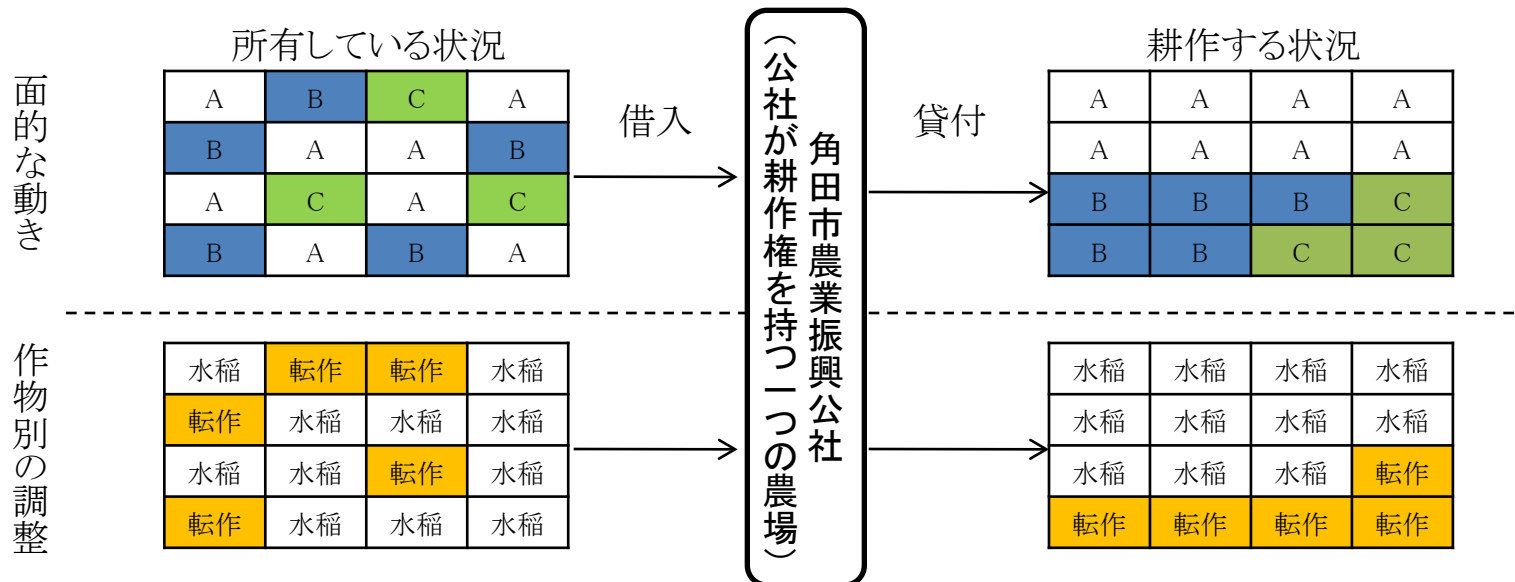 所有している状況
耕作する状況
面的な動き
A B C A
B A A B
A C A C
B A B A
借入
角田市農業振興公社
（公社が耕作権を持つ一つの農場）
貸付
A A A A
A A A A
B B B C
B B C C
作物別の調整
水稲 転作 転作 水稲
転作 水稲 水稲 水稲
水稲 水稲 転作 水稲
転作 水稲 水稲 水稲
水稲 水稲 水稲 水稲
水稲 水稲 水稲 水稲
水稲 水稲 水稲 転作
転作 転作 転作 転作